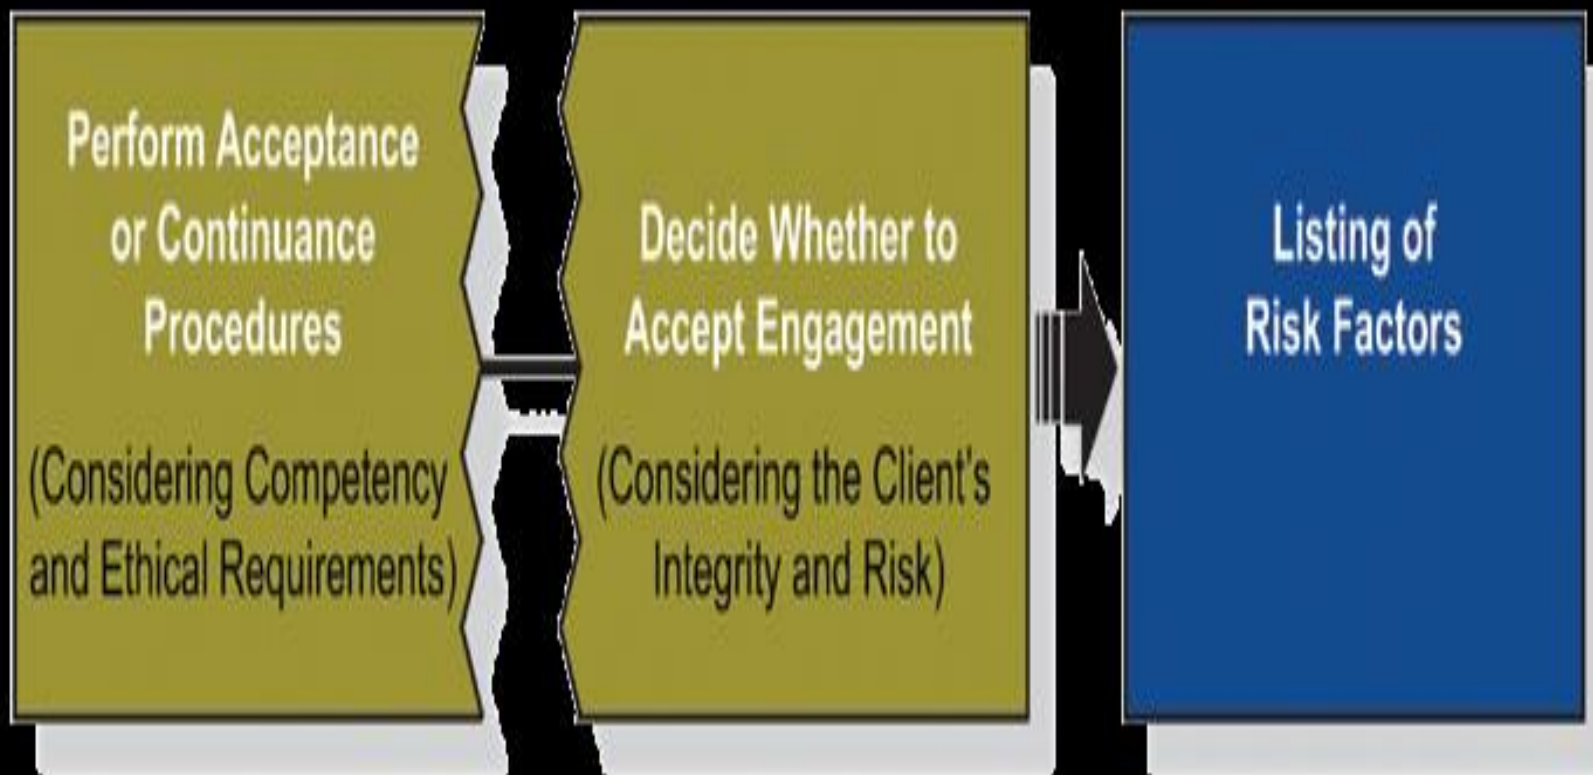 Perform Acceptance
or Continuance
Procedures
(Considering Competency
and Ethical Requirements)
Decide Whether to
Accept Engagement
(Considering the Client's
Integrity and Risk)
Listing of
Risk Factors